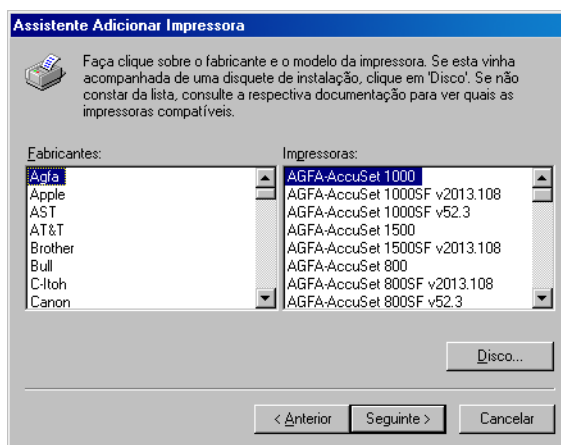 Assistente Adicionar Impressora
Faça clique sobre o fabricante e o modelo da impressora. Se esta vinha
acompanhada de uma disquete de instalação, clique em 'Disco'. Se não
constar da lista, consulte a respectiva documentação para ver quais as
impressoras compatíveis.
Fabricantes:
Agfa
Apple
AST
AT&T
Brother
Bull
C-Itoh
Canon
Impressoras:
AGFA-AccuSet 1000
AGFA-AccuSet 1000SF v2013.108
AGFA-AccuSet 1000SF v52.3
AGFA-AccuSet 1500
AGFA-AccuSet 1500SF v2013.108
AGFA-AccuSet 800
AGFA-AccuSet 800SF v2013.108
AGFA-AccuSet 800SF v52.3
Disco...
< Anterior
Seguinte >
Cancelar